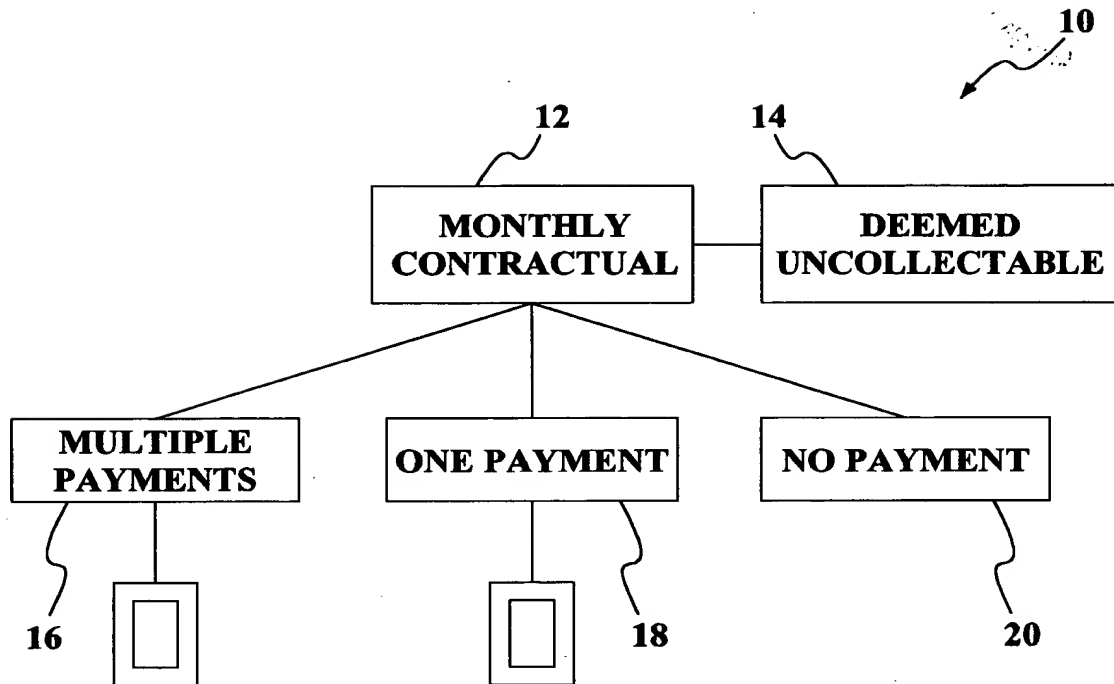 10
12
14
MONTHLY
CONTRACTUAL
DEEMED
UNCOLLECTABLE
MULTIPLE
PAYMENTS
ONE PAYMENT
NO PAYMENT
16
18
20